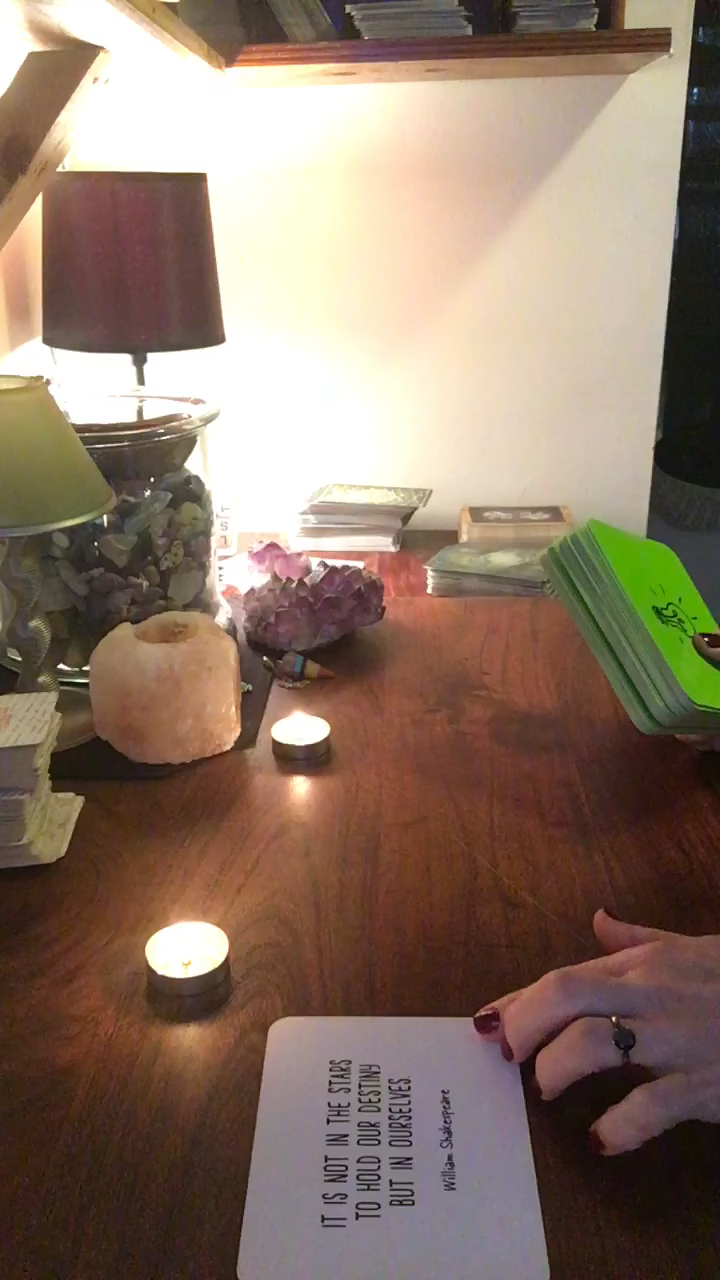 IT IS NOT IN THE STARS
TO HOLD OUR DESTINY
BUT IN OURSELVES.
William Shakespeare